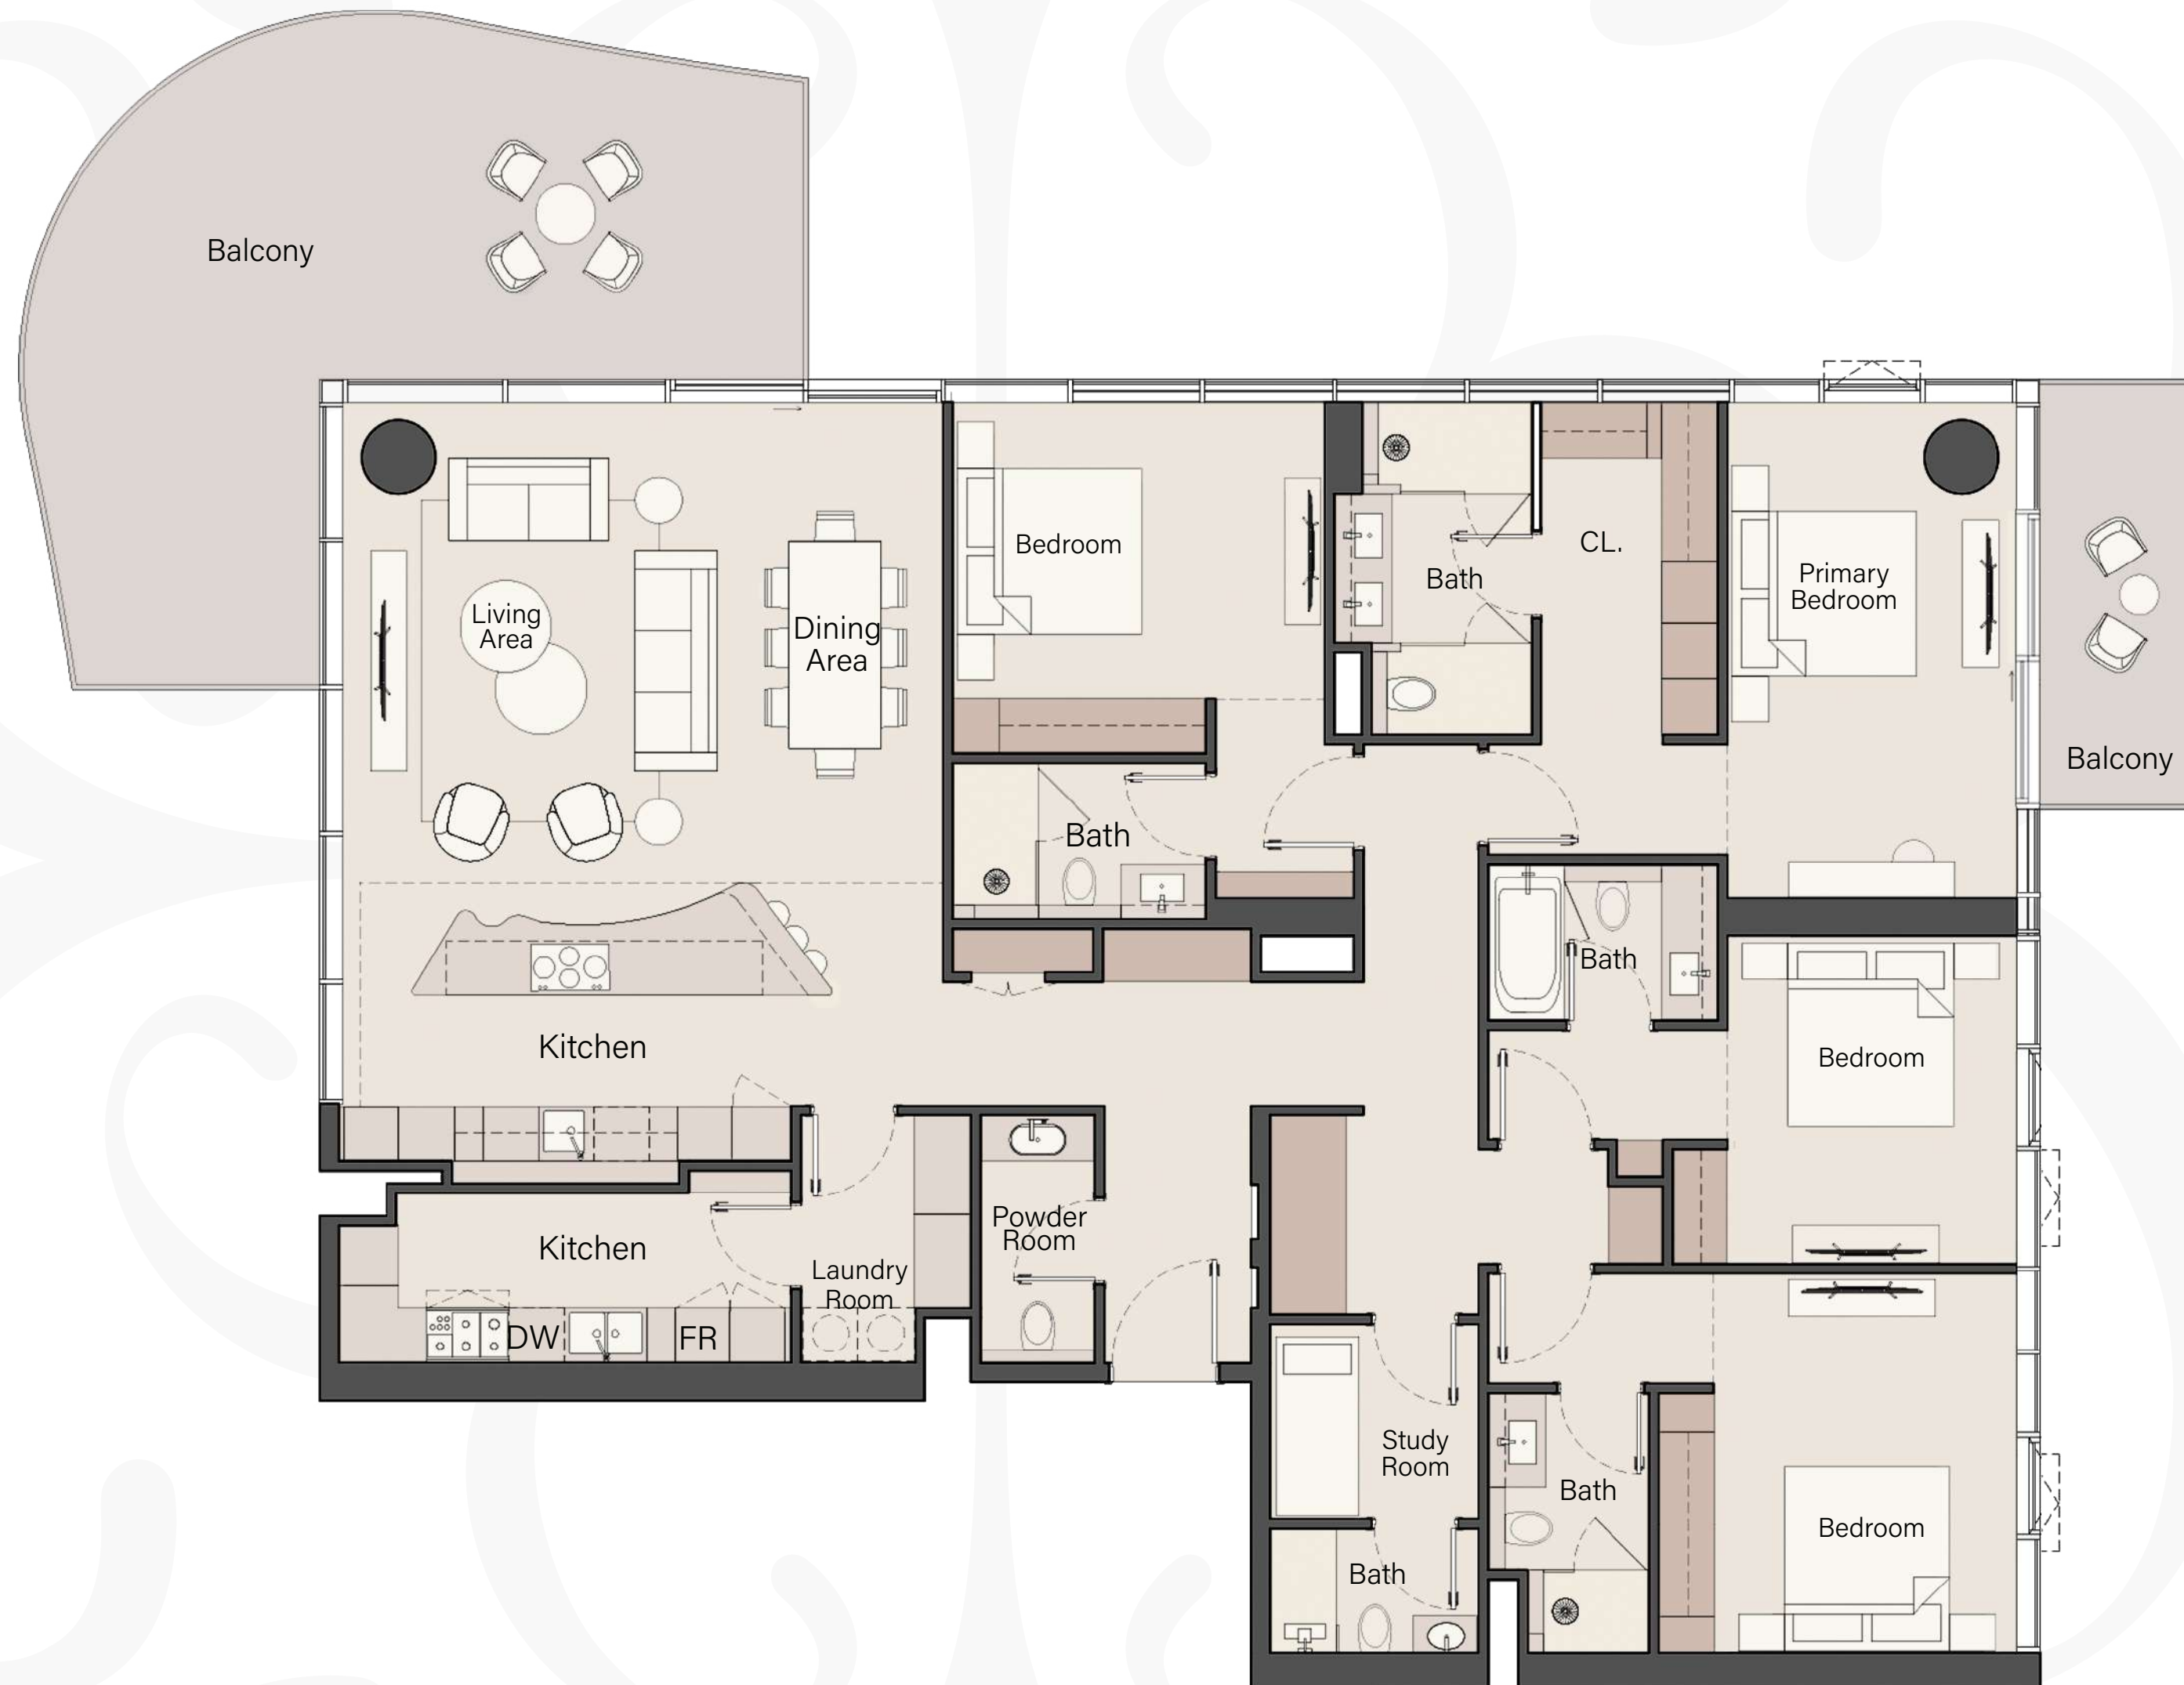 Balcony
Bedroom
CL.
Bath
Primary
Bedroom
Living
Area
Dining
Area
Balcony
Bath
Bath
Kitchen
Bedroom
Powder
Room
Kitchen
Laundry
Room
DW
FR
Study
Room
Bath
Bedroom
Bath